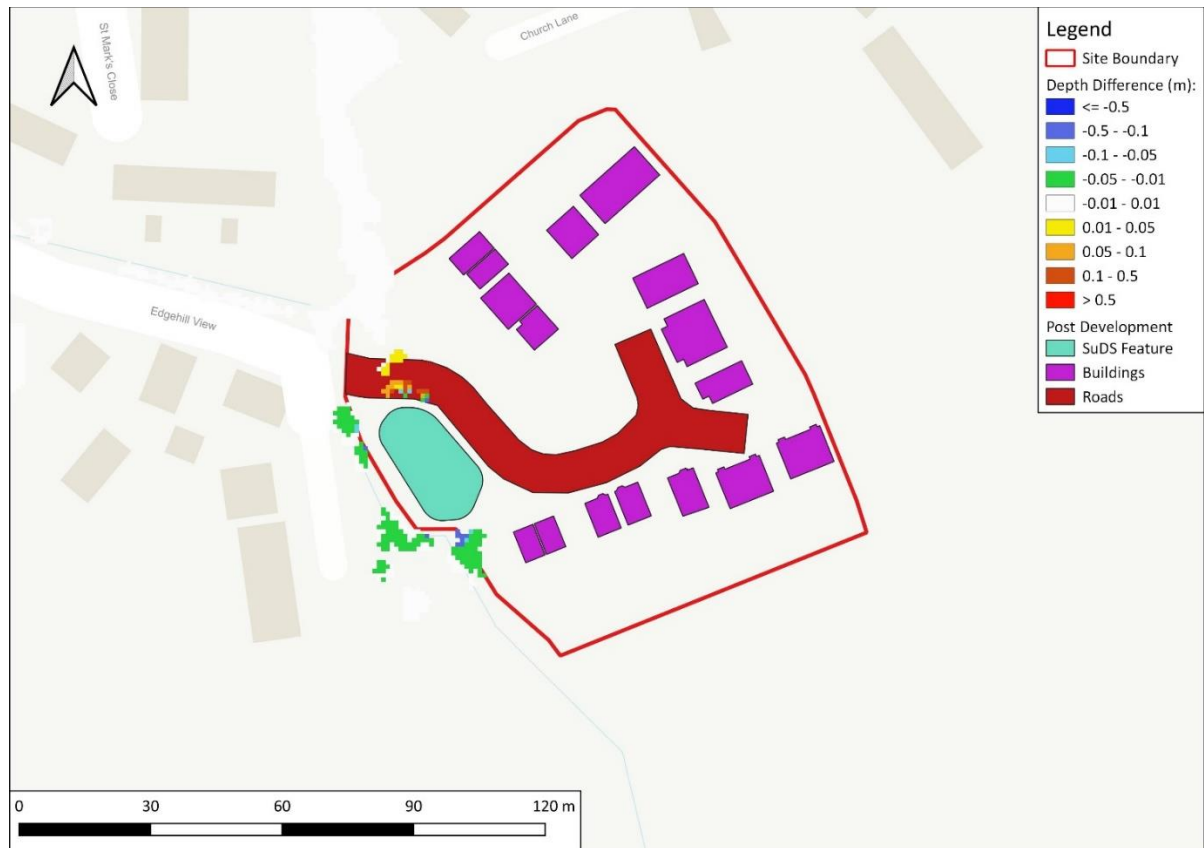 St Mark's Close
Church Lane
Edgehill View
Legend
Site Boundary
Depth Difference (m):
<= -0.5
-0.5 - -0.1
-0.1 - -0.05
-0.05 - -0.01
-0.01 - 0.01
0.01 - 0.05
0.05 - 0.1
0.1 - 0.5
> 0.5
Post Development
SuDS Feature
Buildings
Roads
0 30 60 90 120 m